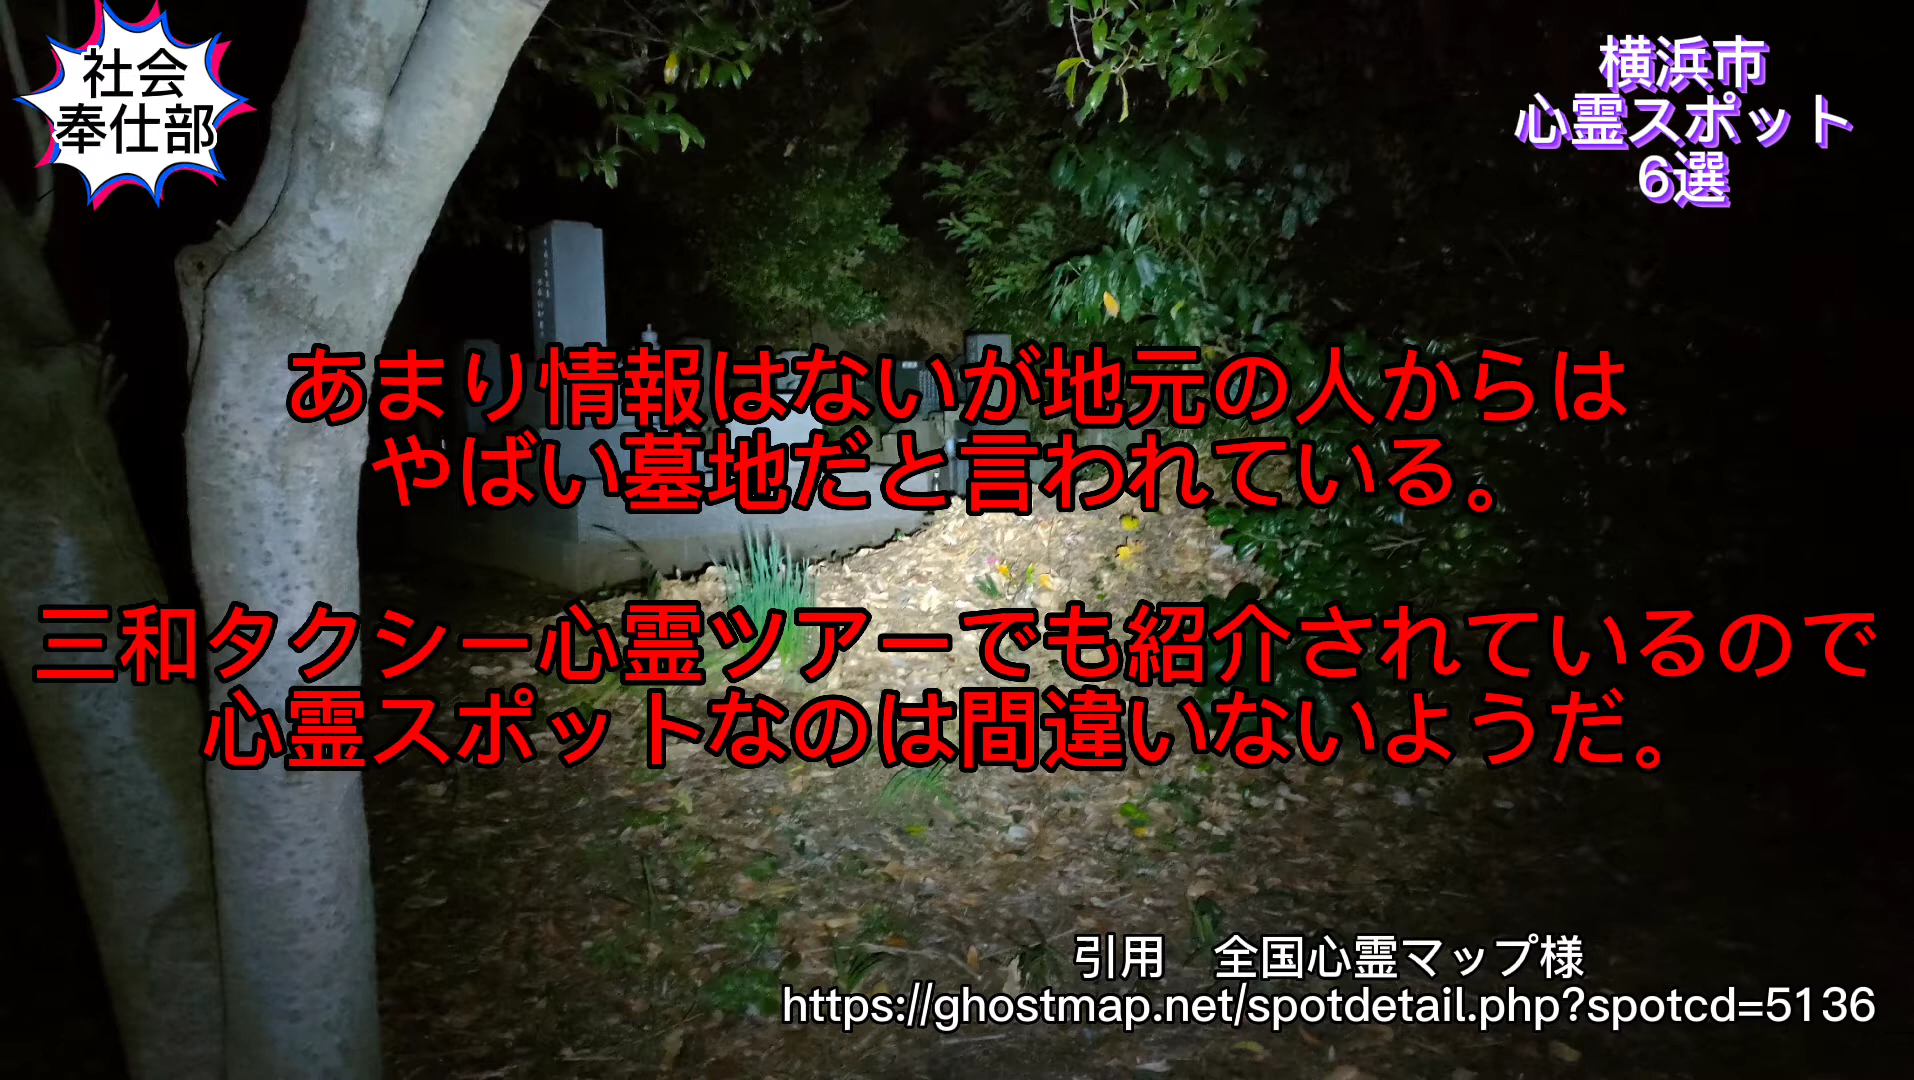 社会
奉仕部
横浜市
心霊スポット
6選
あまり情報はないが地元の人からは
やばい墓地だと言われている。
三和タクシー心霊ツアーでも紹介されているので
心霊スポットなのは間違いないようだ。
引用　全国心霊マップ様
https://ghostmap.net/spotdetail.php?spotcd=5136